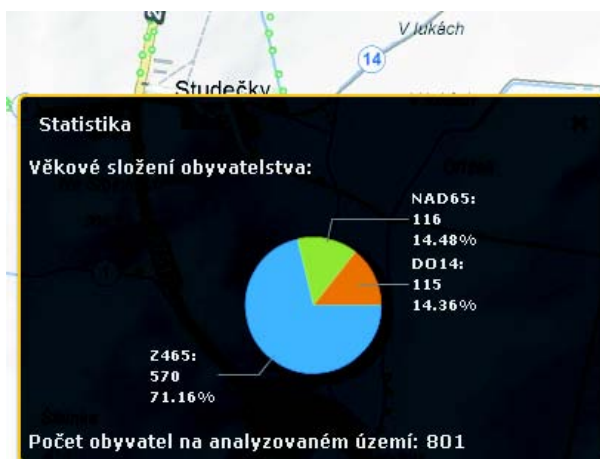 V lukách
14
Studečky
Statistika
Věkové složení obyvatelstva:
NAD65:
116
14.48%
DO14:
115
14.36%
Z465:
570
71.16%
Počet obyvatel na analyzovaném území: 801